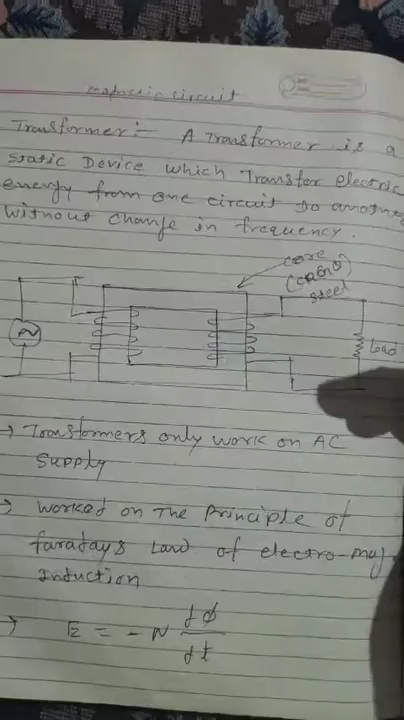 magnetic circuit
Transformer:- A Transformer is a
static Device which Transfer electric
energy from one circuit to another
without change in frequency.
core
steel
Load
→ Transformers only work on AC
supply
→ Worked on The Principle of
faradays Law of electro-mag
induction
→ E = - N dϕ/dt